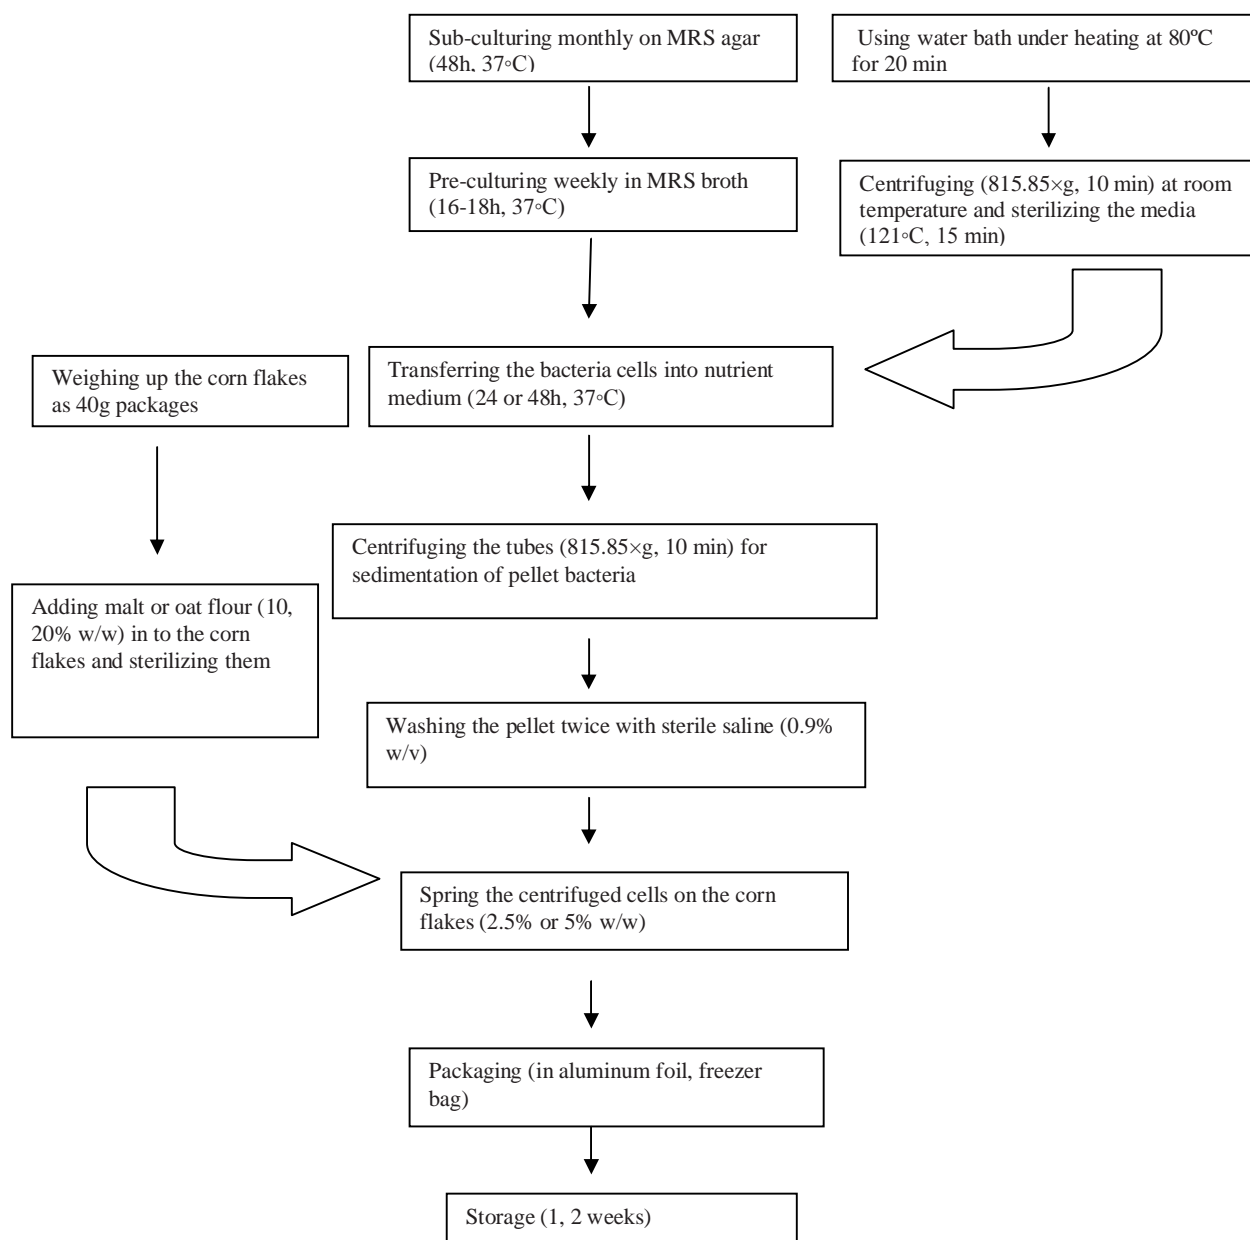 Sub-culturing monthly on MRS agar
(48h, 37◦C)
Using water bath under heating at 80ºC
for 20 min
Pre-culturing weekly in MRS broth
(16-18h, 37◦C)
Centrifuging (815.85×g, 10 min) at room
temperature and sterilizing the media
(121◦C, 15 min)
Weighing up the corn flakes
as 40g packages
Transferring the bacteria cells into nutrient
medium (24 or 48h, 37◦C)
Centrifuging the tubes (815.85×g, 10 min) for
sedimentation of pellet bacteria
Adding malt or oat flour (10,
20% w/w) in to the corn
flakes and sterilizing them
Washing the pellet twice with sterile saline (0.9%
w/v)
Spring the centrifuged cells on the corn
flakes (2.5% or 5% w/w)
Packaging (in aluminum foil, freezer
bag)
Storage (1, 2 weeks)